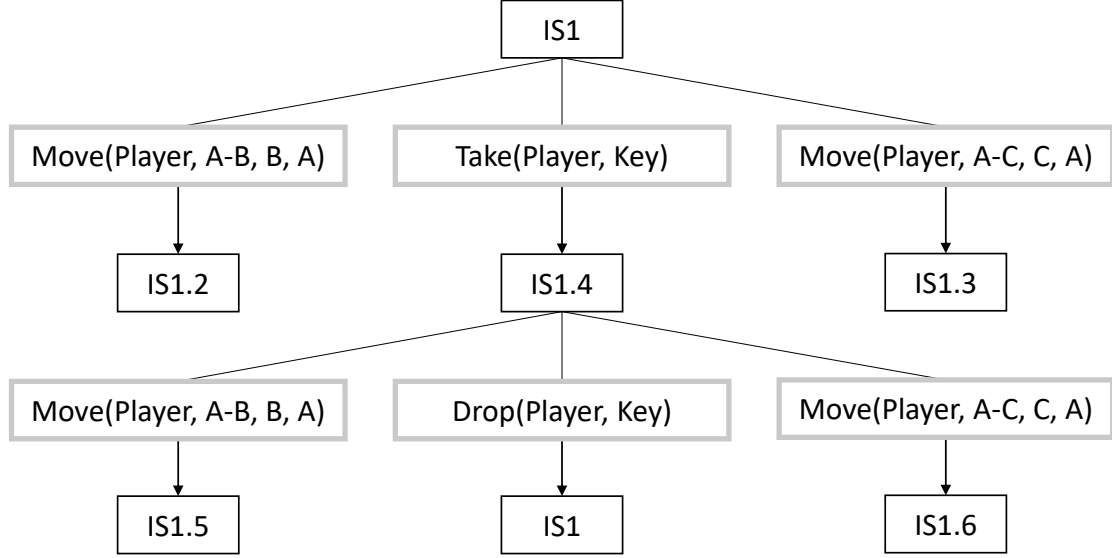 IS1
Move(Player, A-B, B, A)
Take(Player, Key)
Move(Player, A-C, C, A)
IS1.2
IS1.4
IS1.3
Move(Player, A-B, B, A)
Drop(Player, Key)
Move(Player, A-C, C, A)
IS1.5
IS1
IS1.6